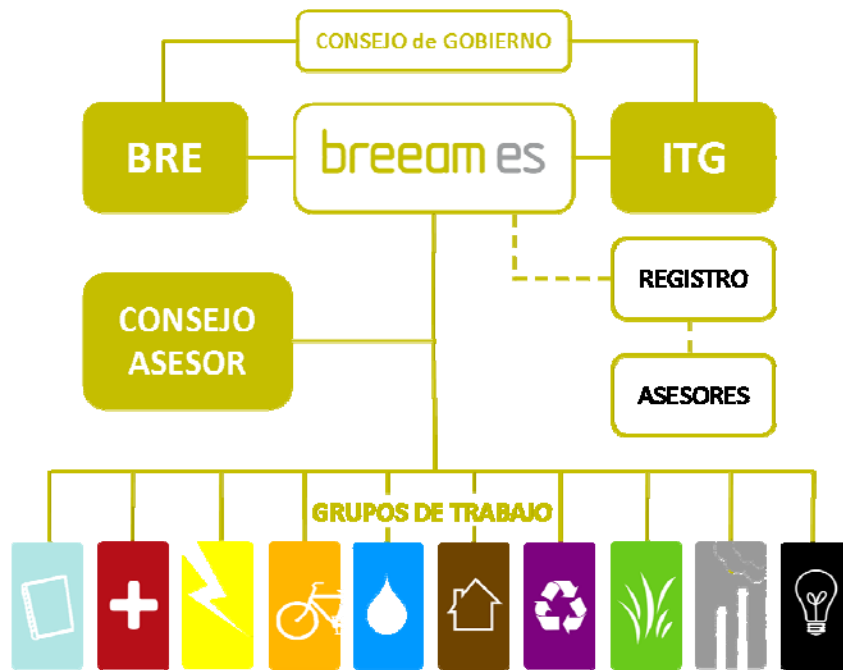 CONSEJO de GOBIERNO
BRE
breeam es
ITG
REGISTRO
CONSEJO
ASESOR
ASESORES
GRUPOS DE TRABAJO